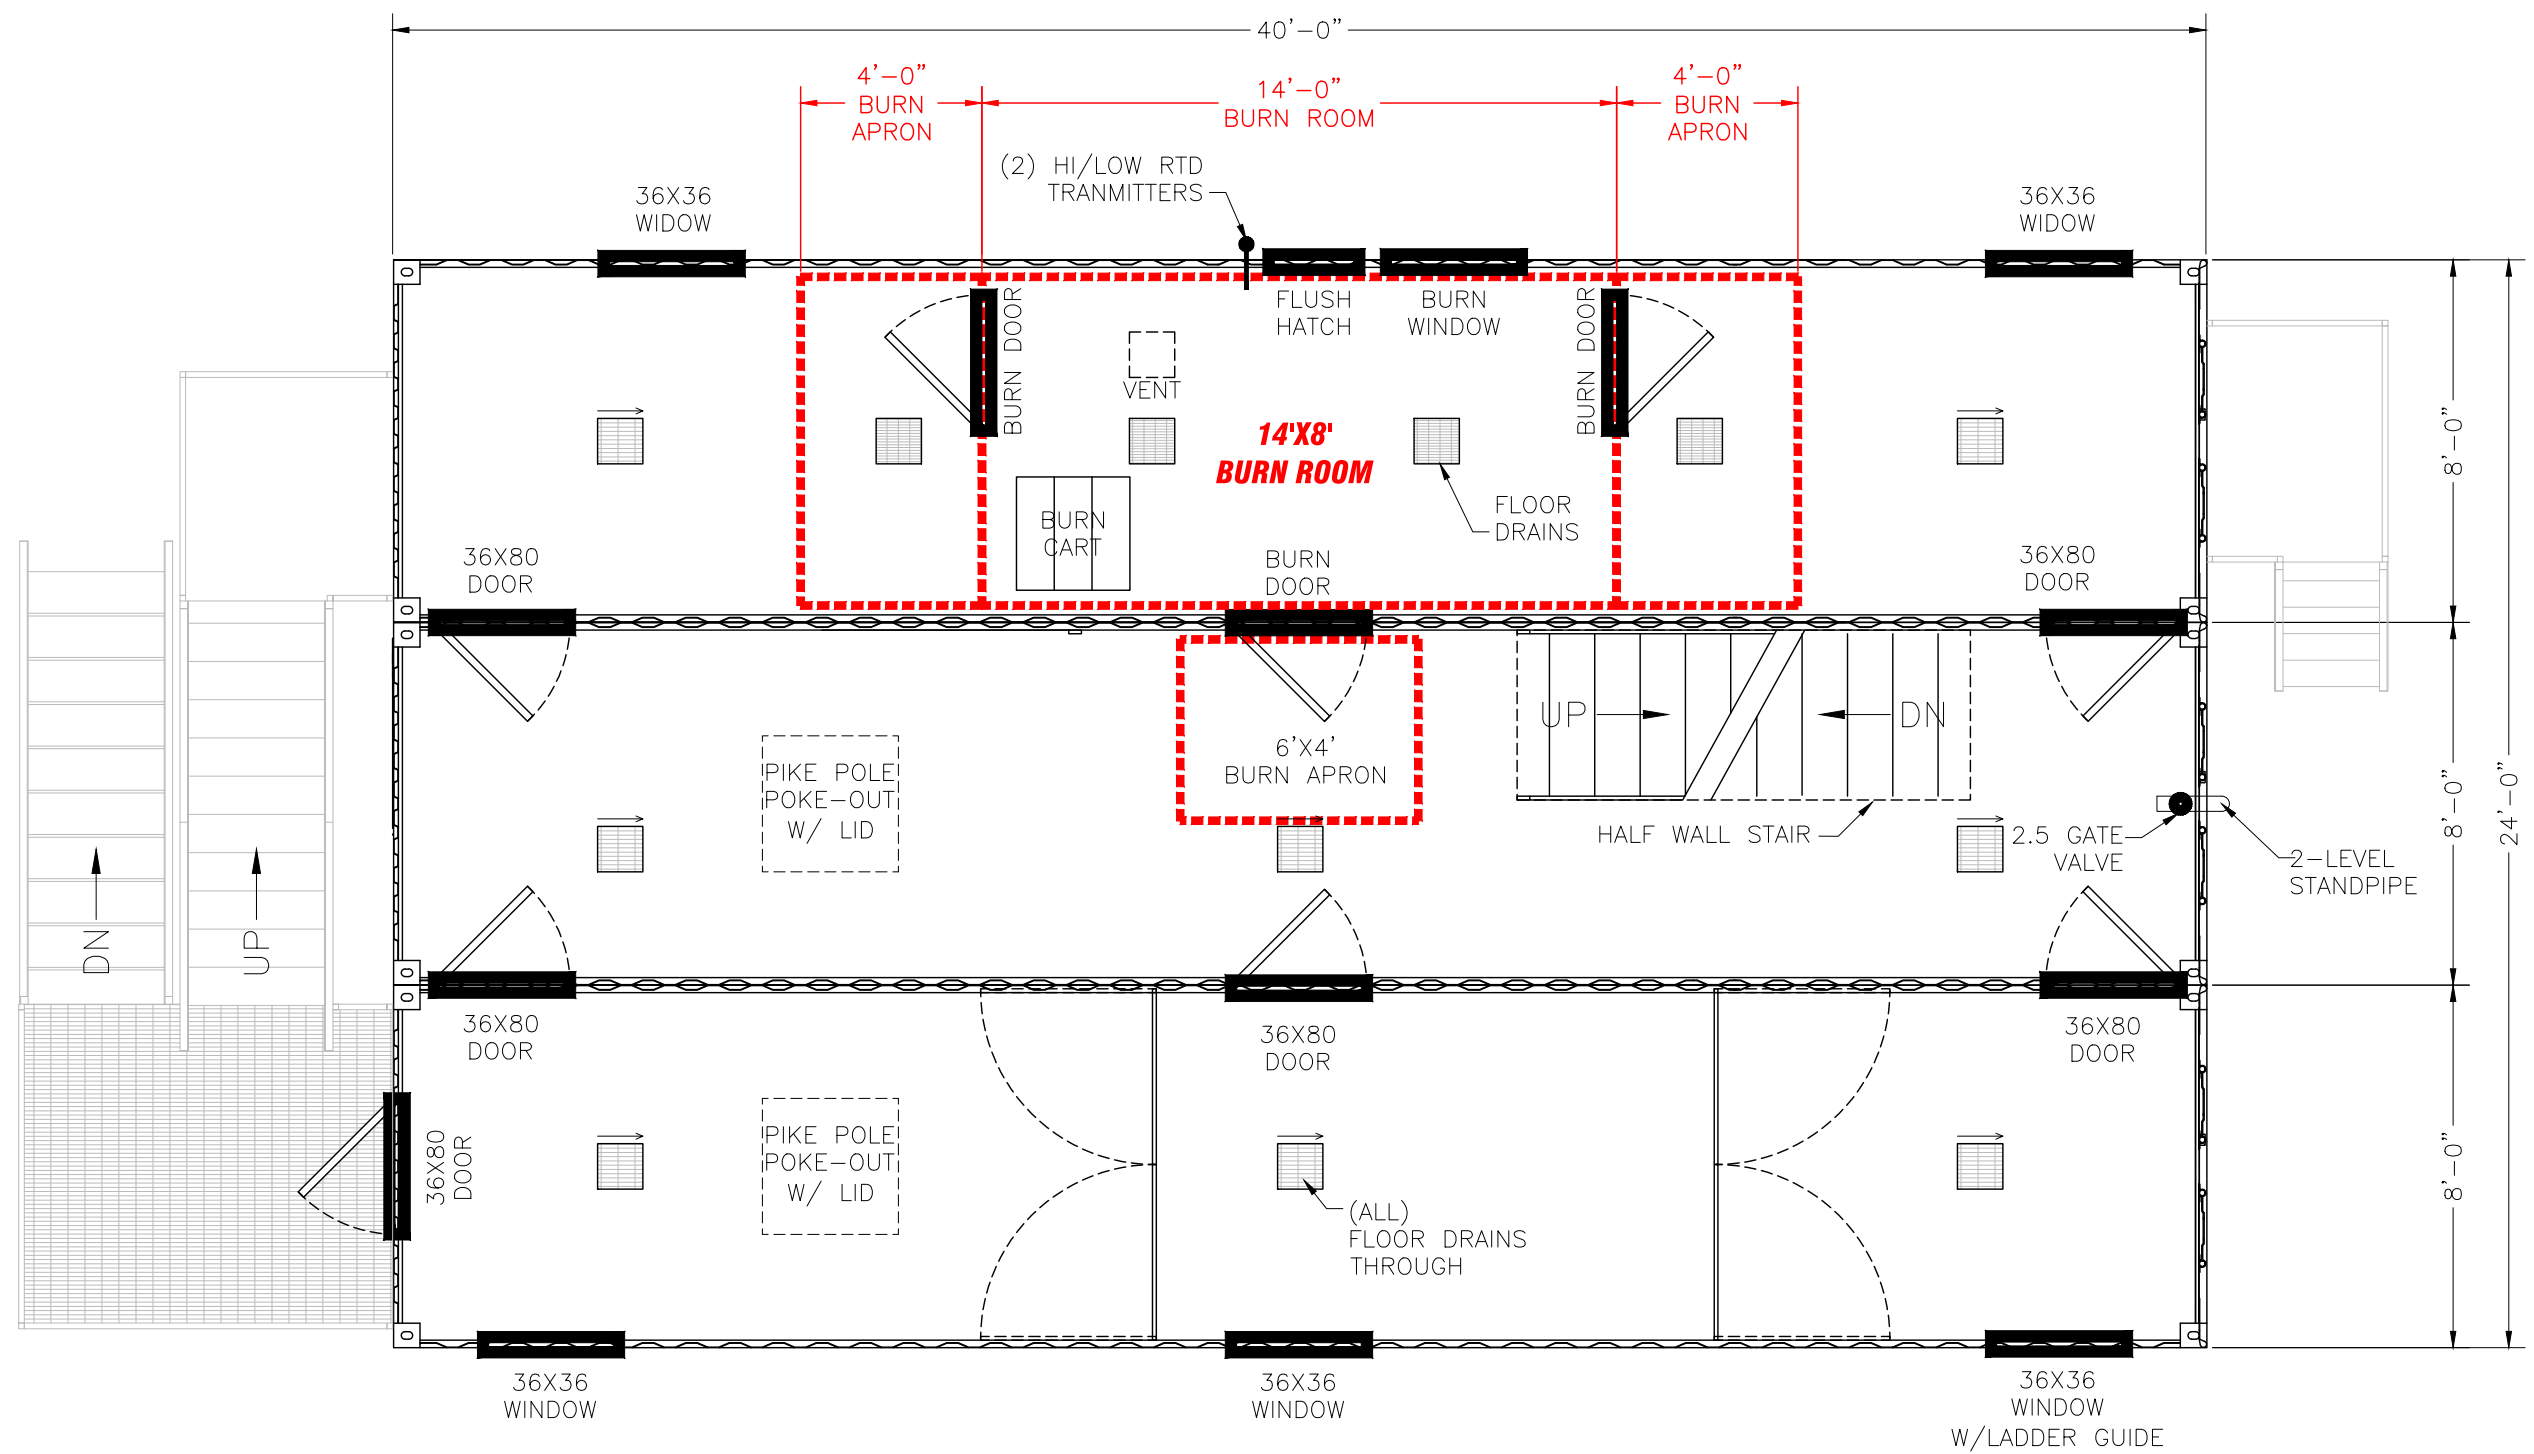 40'-0"
4'-0"
BURN
APRON
14'-0"
BURN ROOM
4'-0"
BURN
APRON
(2) HI/LOW RTD
TRANMITTERS
36X36
WIDOW
36X36
WIDOW
BURN DOOR
FLUSH
HATCH
BURN
WINDOW
BURN DOOR
VENT
14'X8'
BURN ROOM
8'-0"
BURN
CART
FLOOR
DRAINS
36X80
DOOR
BURN
DOOR
36X80
DOOR
UP
DN
6'X4'
BURN APRON
PIKE POLE
POKE-OUT
W/ LID
HALF WALL STAIR
2.5 GATE
VALVE
8'-0"
24'-0"
2-LEVEL
STANDPIPE
DN
UP
36X80
DOOR
36X80
DOOR
36X80
DOOR
36X80
DOOR
PIKE POLE
POKE-OUT
W/ LID
8'-0"
(ALL)
FLOOR DRAINS
THROUGH
36X36
WINDOW
36X36
WINDOW
36X36
WINDOW
W/LADDER GUIDE